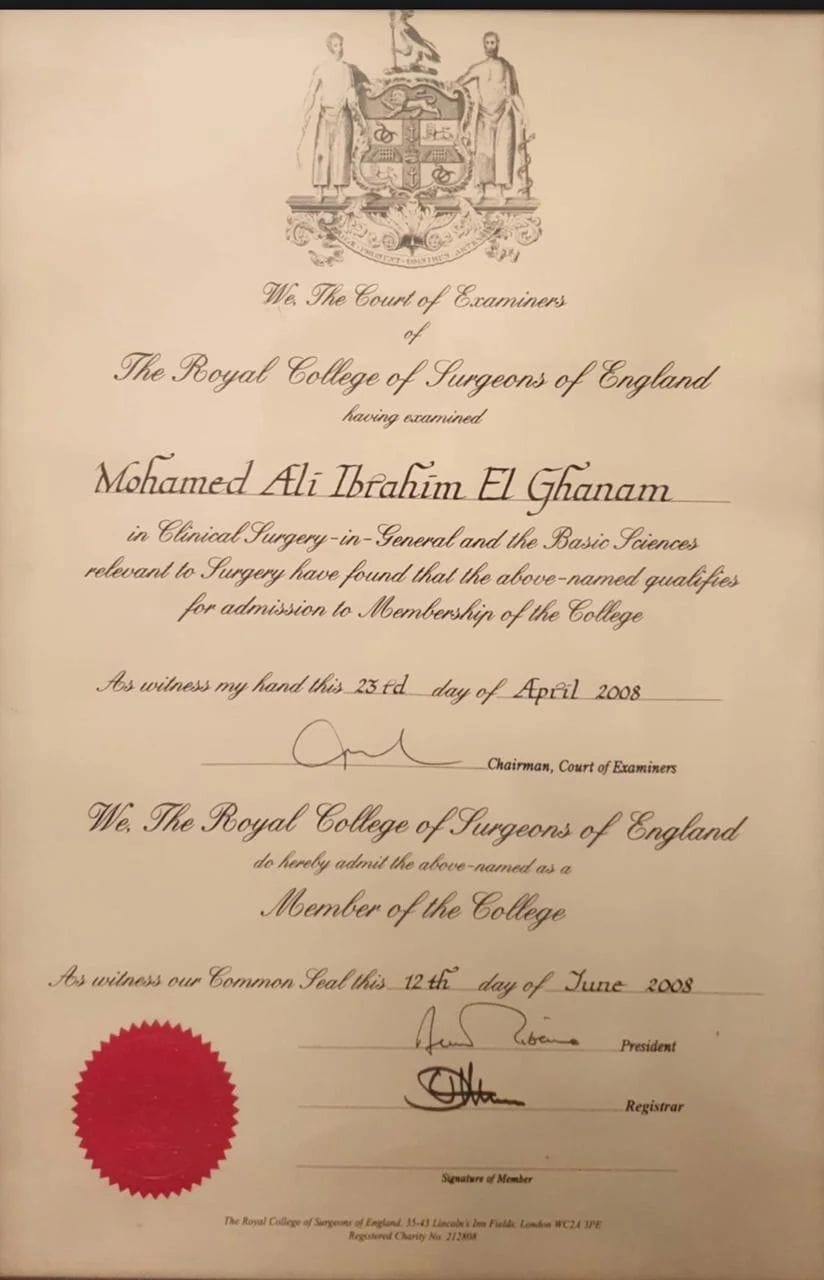 We, The Court of Examiners
of
The Royal College of Surgeons of England
having examined
Mohamed Ali Ibrahim El Ghanam
in Clinical Surgery-in-General and the Basic Sciences
relevant to Surgery have found that the above-named qualifies
for admission to Membership of the College
As witness my hand this 23rd day of April 2008
Chairman, Court of Examiners
We, The Royal College of Surgeons of England
do hereby admit the above-named as a
Member of the College
As witness our Common Seal this 12th day of June 2008
President
Registrar
Signature of Member
The Royal College of Surgeons of England, 35-43 Lincoln's Inn Fields, London WC2A 3PE
Registered Charity No. 212808